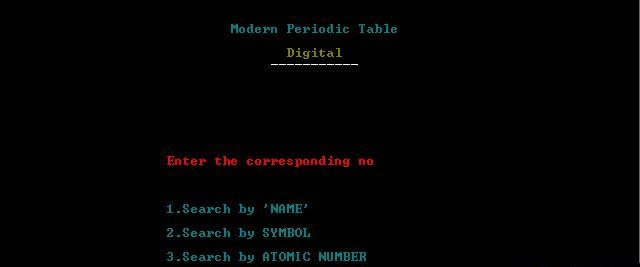 Modern Periodic Table
Digital
-----------
Enter the corresponding no
1.Search by 'NAME'
2.Search by SYMBOL
3.Search by ATOMIC NUMBER